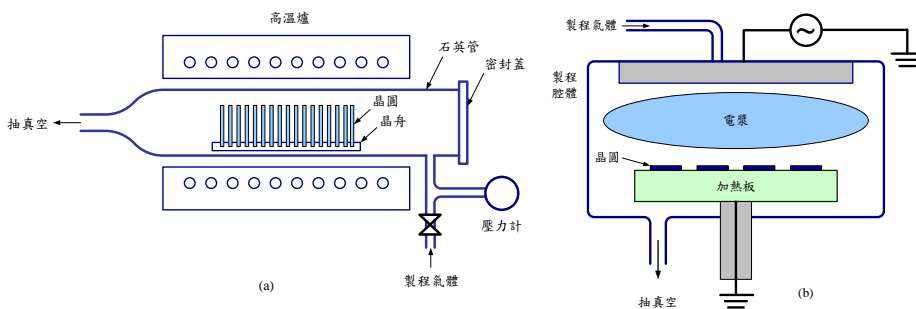 高溫爐
石英管
密封蓋
晶圓
晶舟
抽真空
壓力計
製程氣體
(a)
(b)
製程氣體
製程
腔體
電漿
晶圓
加熱板
抽真空